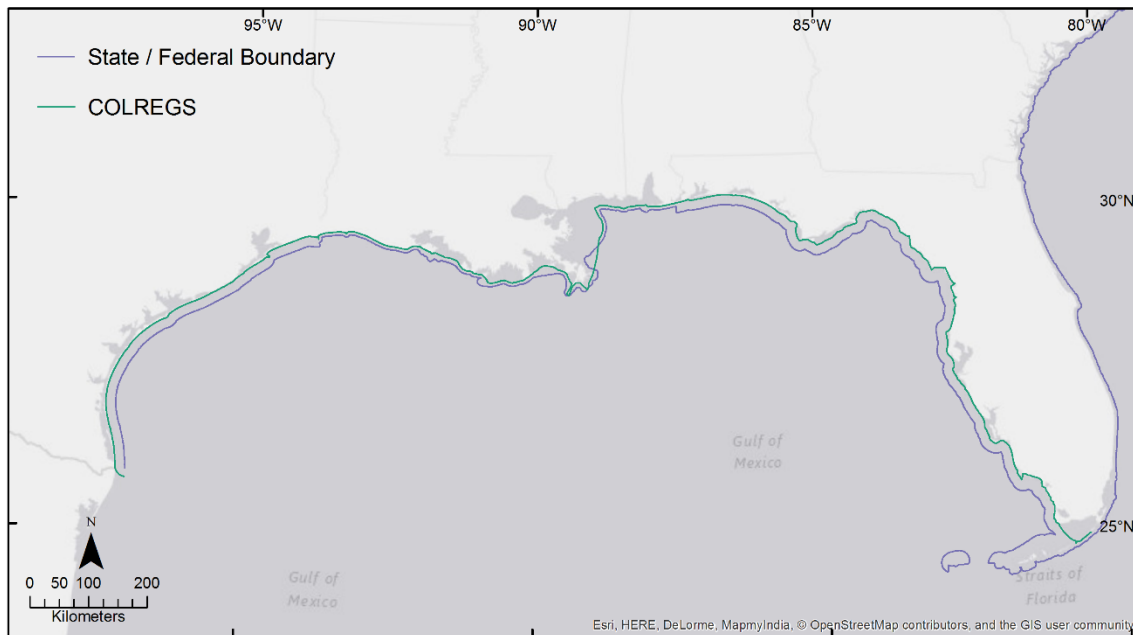 95°W 90°W 85°W 80°W
State / Federal Boundary
COLREGS
30°N
Gulf of
Mexico
25°N
N
0 50 100 200
Kilometers
Gulf of
Mexico
Straits of
Florida
Esri, HERE, DeLorme, MapmyIndia, © OpenStreetMap contributors, and the GIS user community